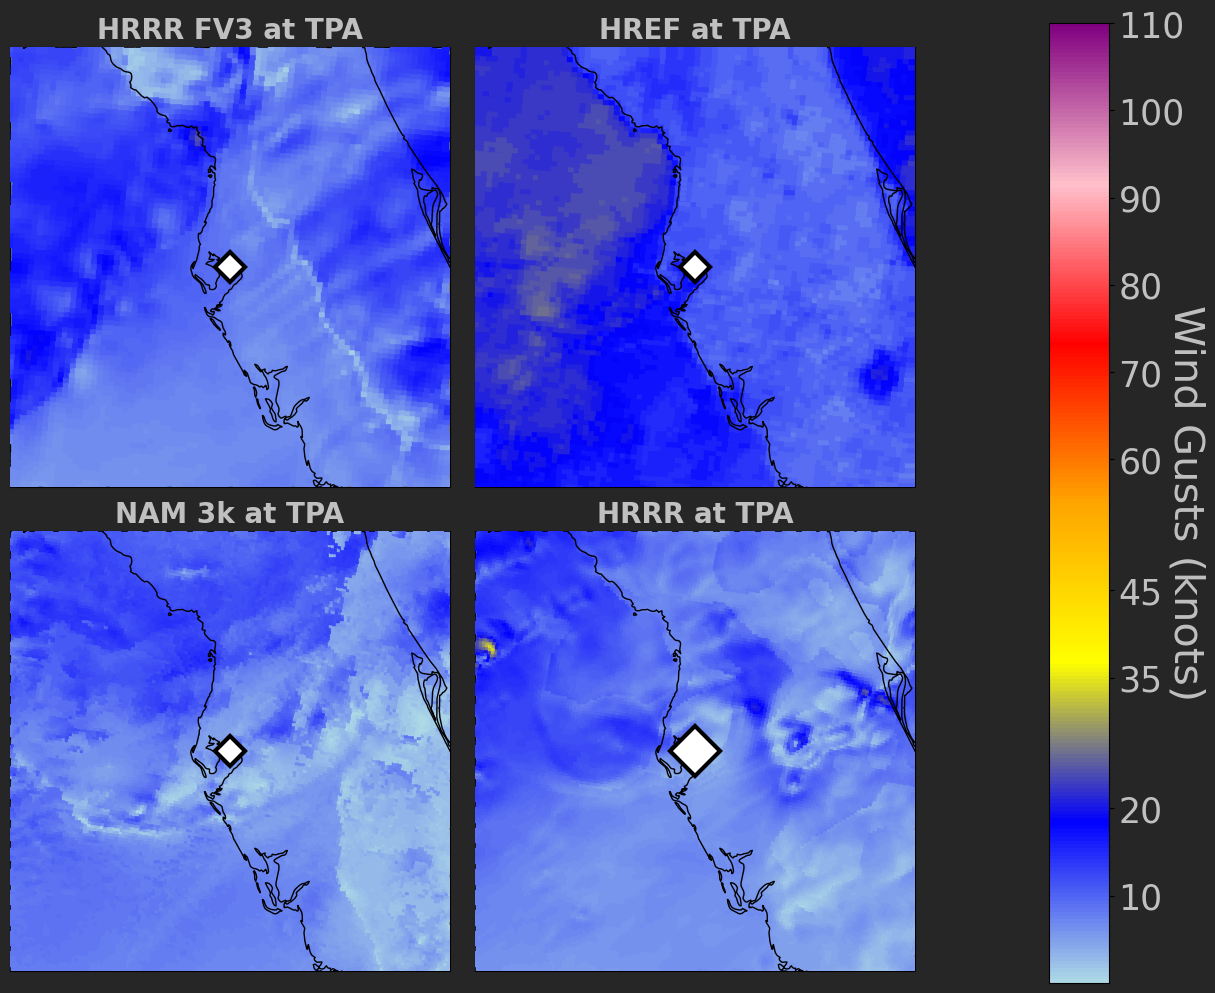 HRRR FV3 at TPA
HREF at TPA
NAM 3k at TPA
HRRR at TPA
110
100
90
80
70
60
45
35
20
10
Wind Gusts (knots)